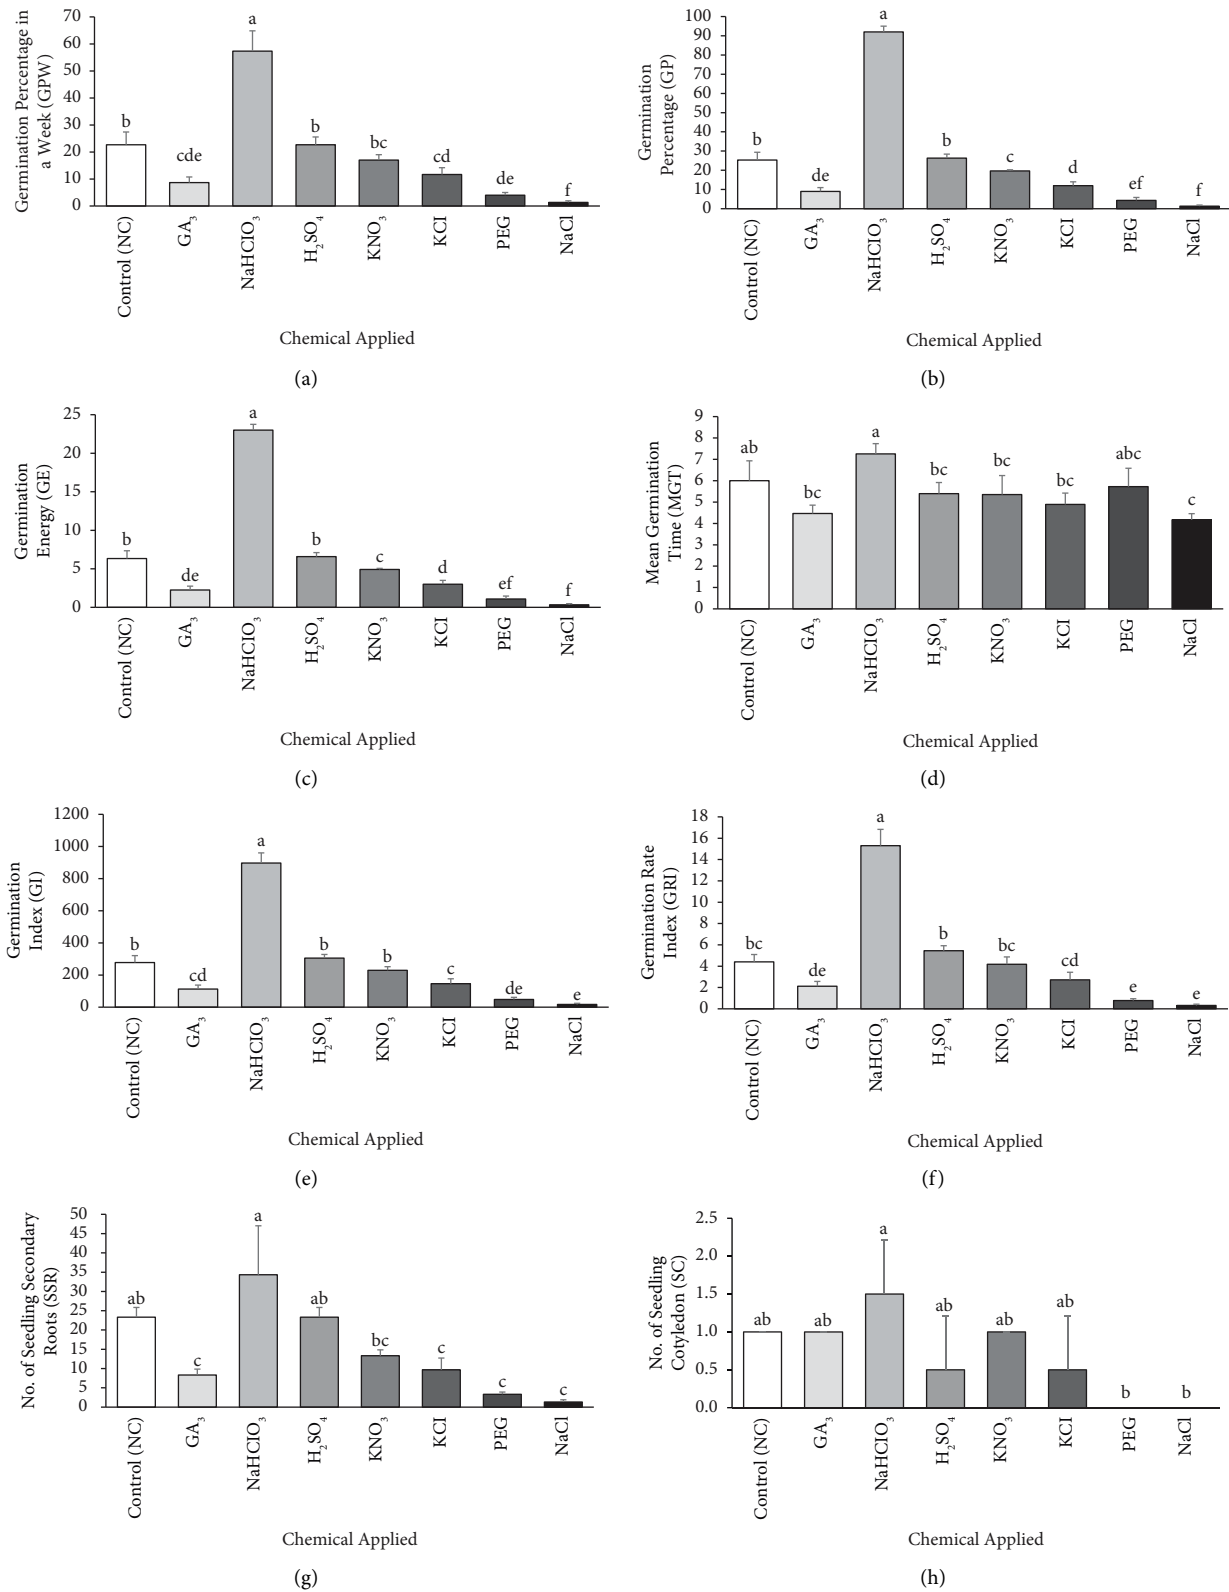 Germination Percentage in
a Week (GPW)
70
60
50
40
30
20
10
0
b
cde
a
b
bc
cd
de
f
Control (NC)
GA₃
NaHClO₃
H₂SO₄
KNO₃
KCI
PEG
NaCl
Chemical Applied
(a)
Germination
Percentage (GP)
100
90
80
70
60
50
40
30
20
10
0
b
de
a
b
c
d
ef
f
Control (NC)
GA₃
NaHClO₃
H₂SO₄
KNO₃
KCI
PEG
NaCl
Chemical Applied
(b)
Germination
Energy (GE)
25
20
15
10
5
0
b
de
a
b
c
d
ef
f
Control (NC)
GA₃
NaHClO₃
H₂SO₄
KNO₃
KCI
PEG
NaCl
Chemical Applied
(c)
Mean Germination
Time (MGT)
9
8
7
6
5
4
3
2
1
0
ab
bc
a
bc
bc
bc
abc
c
Control (NC)
GA₃
NaHClO₃
H₂SO₄
KNO₃
KCI
PEG
NaCl
Chemical Applied
(d)
Germination
Index (GI)
1200
1000
800
600
400
200
0
b
cd
a
b
b
c
de
e
Control (NC)
GA₃
NaHClO₃
H₂SO₄
KNO₃
KCI
PEG
NaCl
Chemical Applied
(e)
Germination Rate
Index (GRI)
18
16
14
12
10
8
6
4
2
0
bc
de
a
b
bc
cd
e
e
Control (NC)
GA₃
NaHClO₃
H₂SO₄
KNO₃
KCI
PEG
NaCl
Chemical Applied
(f)
No. of Seedling Secondary
Roots (SSR)
50
45
40
35
30
25
20
15
10
5
0
ab
c
a
ab
bc
c
c
c
Control (NC)
GA₃
NaHClO₃
H₂SO₄
KNO₃
KCI
PEG
NaCl
Chemical Applied
(g)
No. of Seedling
Cotyledon (SC)
2.5
2.0
1.5
1.0
0.5
0.0
ab
ab
a
ab
ab
ab
b
b
Control (NC)
GA₃
NaHClO₃
H₂SO₄
KNO₃
KCI
PEG
NaCl
Chemical Applied
(h)